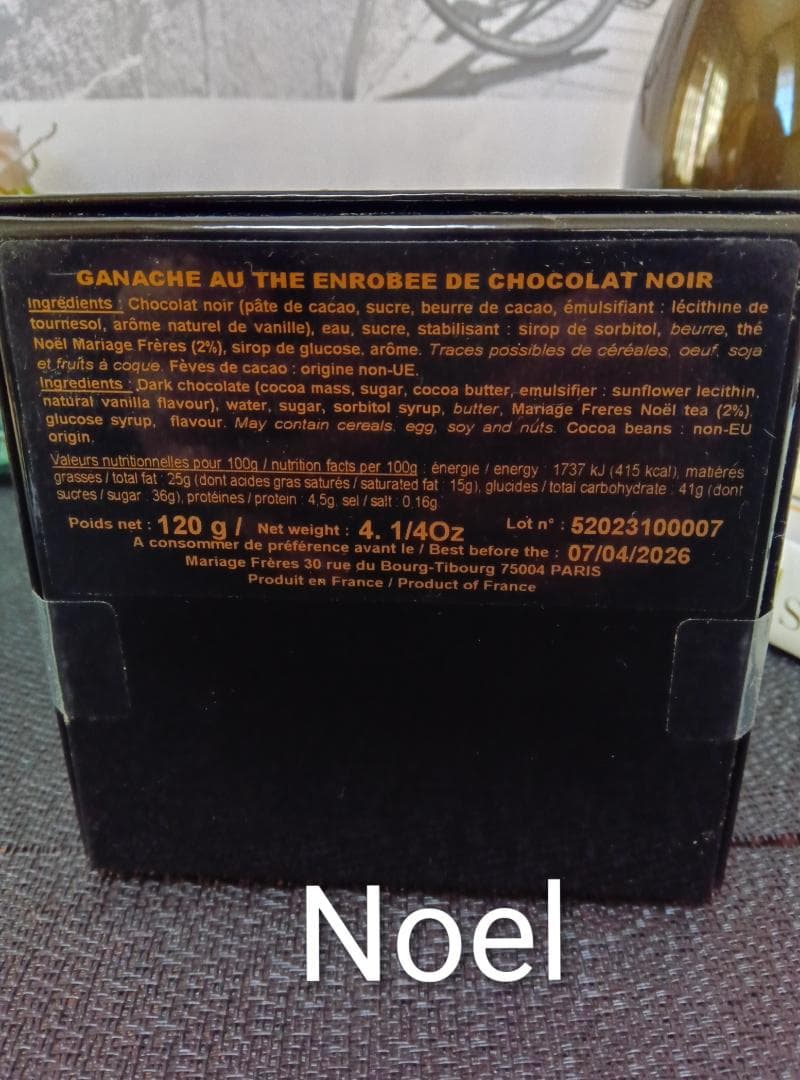 GANACHE AU THE ENROBEE DE CHOCOLAT NOIR
Ingrédients : Chocolat noir (pâte de cacao, sucre, beurre de cacao, émulsifiant : lécithine de
tournesol, arôme naturel de vanille), eau, sucre, stabilisant : sirop de sorbitol, beurre, thé
Noël Mariage Frères (2%), sirop de glucose, arôme. Traces possibles de céréales, oeuf, soja
et fruits à coque. Fèves de cacao : origine non-UE.
Ingredients : Dark chocolate (cocoa mass, sugar, cocoa butter, emulsifier : sunflower lecithin,
natural vanilla flavour), water, sugar, sorbitol syrup, butter, Mariage Freres Noël tea (2%),
glucose syrup, flavour. May contain cereals, egg, soy and nuts. Cocoa beans : non-EU
origin.
Valeurs nutritionnelles pour 100g / nutrition facts per 100g : énergie / energy : 1737 kJ (415 kcal), matières
grasses / total fat : 25g (dont acides gras saturés / saturated fat : 15g), glucides / total carbohydrate : 41g (dont
sucres / sugar : 36g), protéines / protein : 4,5g, sel / salt : 0,16g
Poids net : 120 g / Net weight : 4. 1/4Oz Lot n° : 52023100007
A consommer de préférence avant le / Best before the : 07/04/2026
Mariage Frères 30 rue du Bourg-Tibourg 75004 PARIS
Produit en France / Product of France
Noel